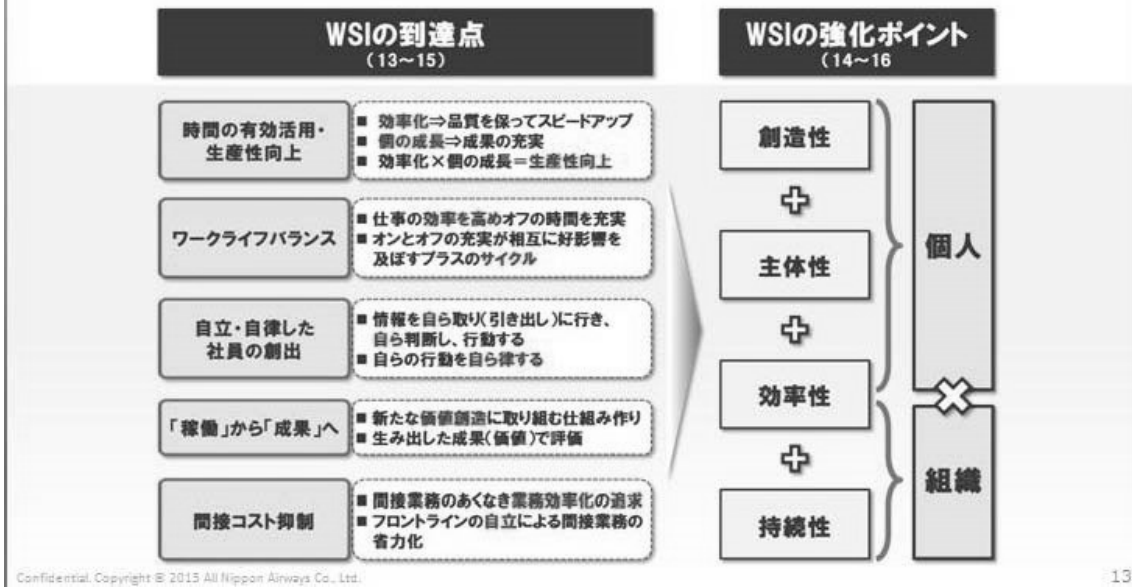 WSIの到達点
(13～15)
WSIの強化ポイント
(14～16
時間の有効活用・
生産性向上
■ 効率化⇒品質を保ってスピードアップ
■ 個の成長⇒成果の充実
■ 効率化×個の成長＝生産性向上
ワークライフバランス
■ 仕事の効率を高めオフの時間を充実
■ オンとオフの充実が相互に好影響を
及ぼすプラスのサイクル
自立・自律した
社員の創出
■ 情報を自ら取り(引き出し)に行き、
自ら判断し、行動する
■ 自らの行動を自ら律する
「稼働」から「成果」へ
■ 新たな価値創造に取り組む仕組み作り
■ 生み出した成果(価値)で評価
間接コスト抑制
■ 間接業務のあくなき業務効率化の追求
■ フロントラインの自立による間接業務の
省力化
創造性
+
主体性
+
効率性
+
持続性
個人
×
組織
Confidential. Copyright © 2015 All Nippon Airways Co., Ltd.
13